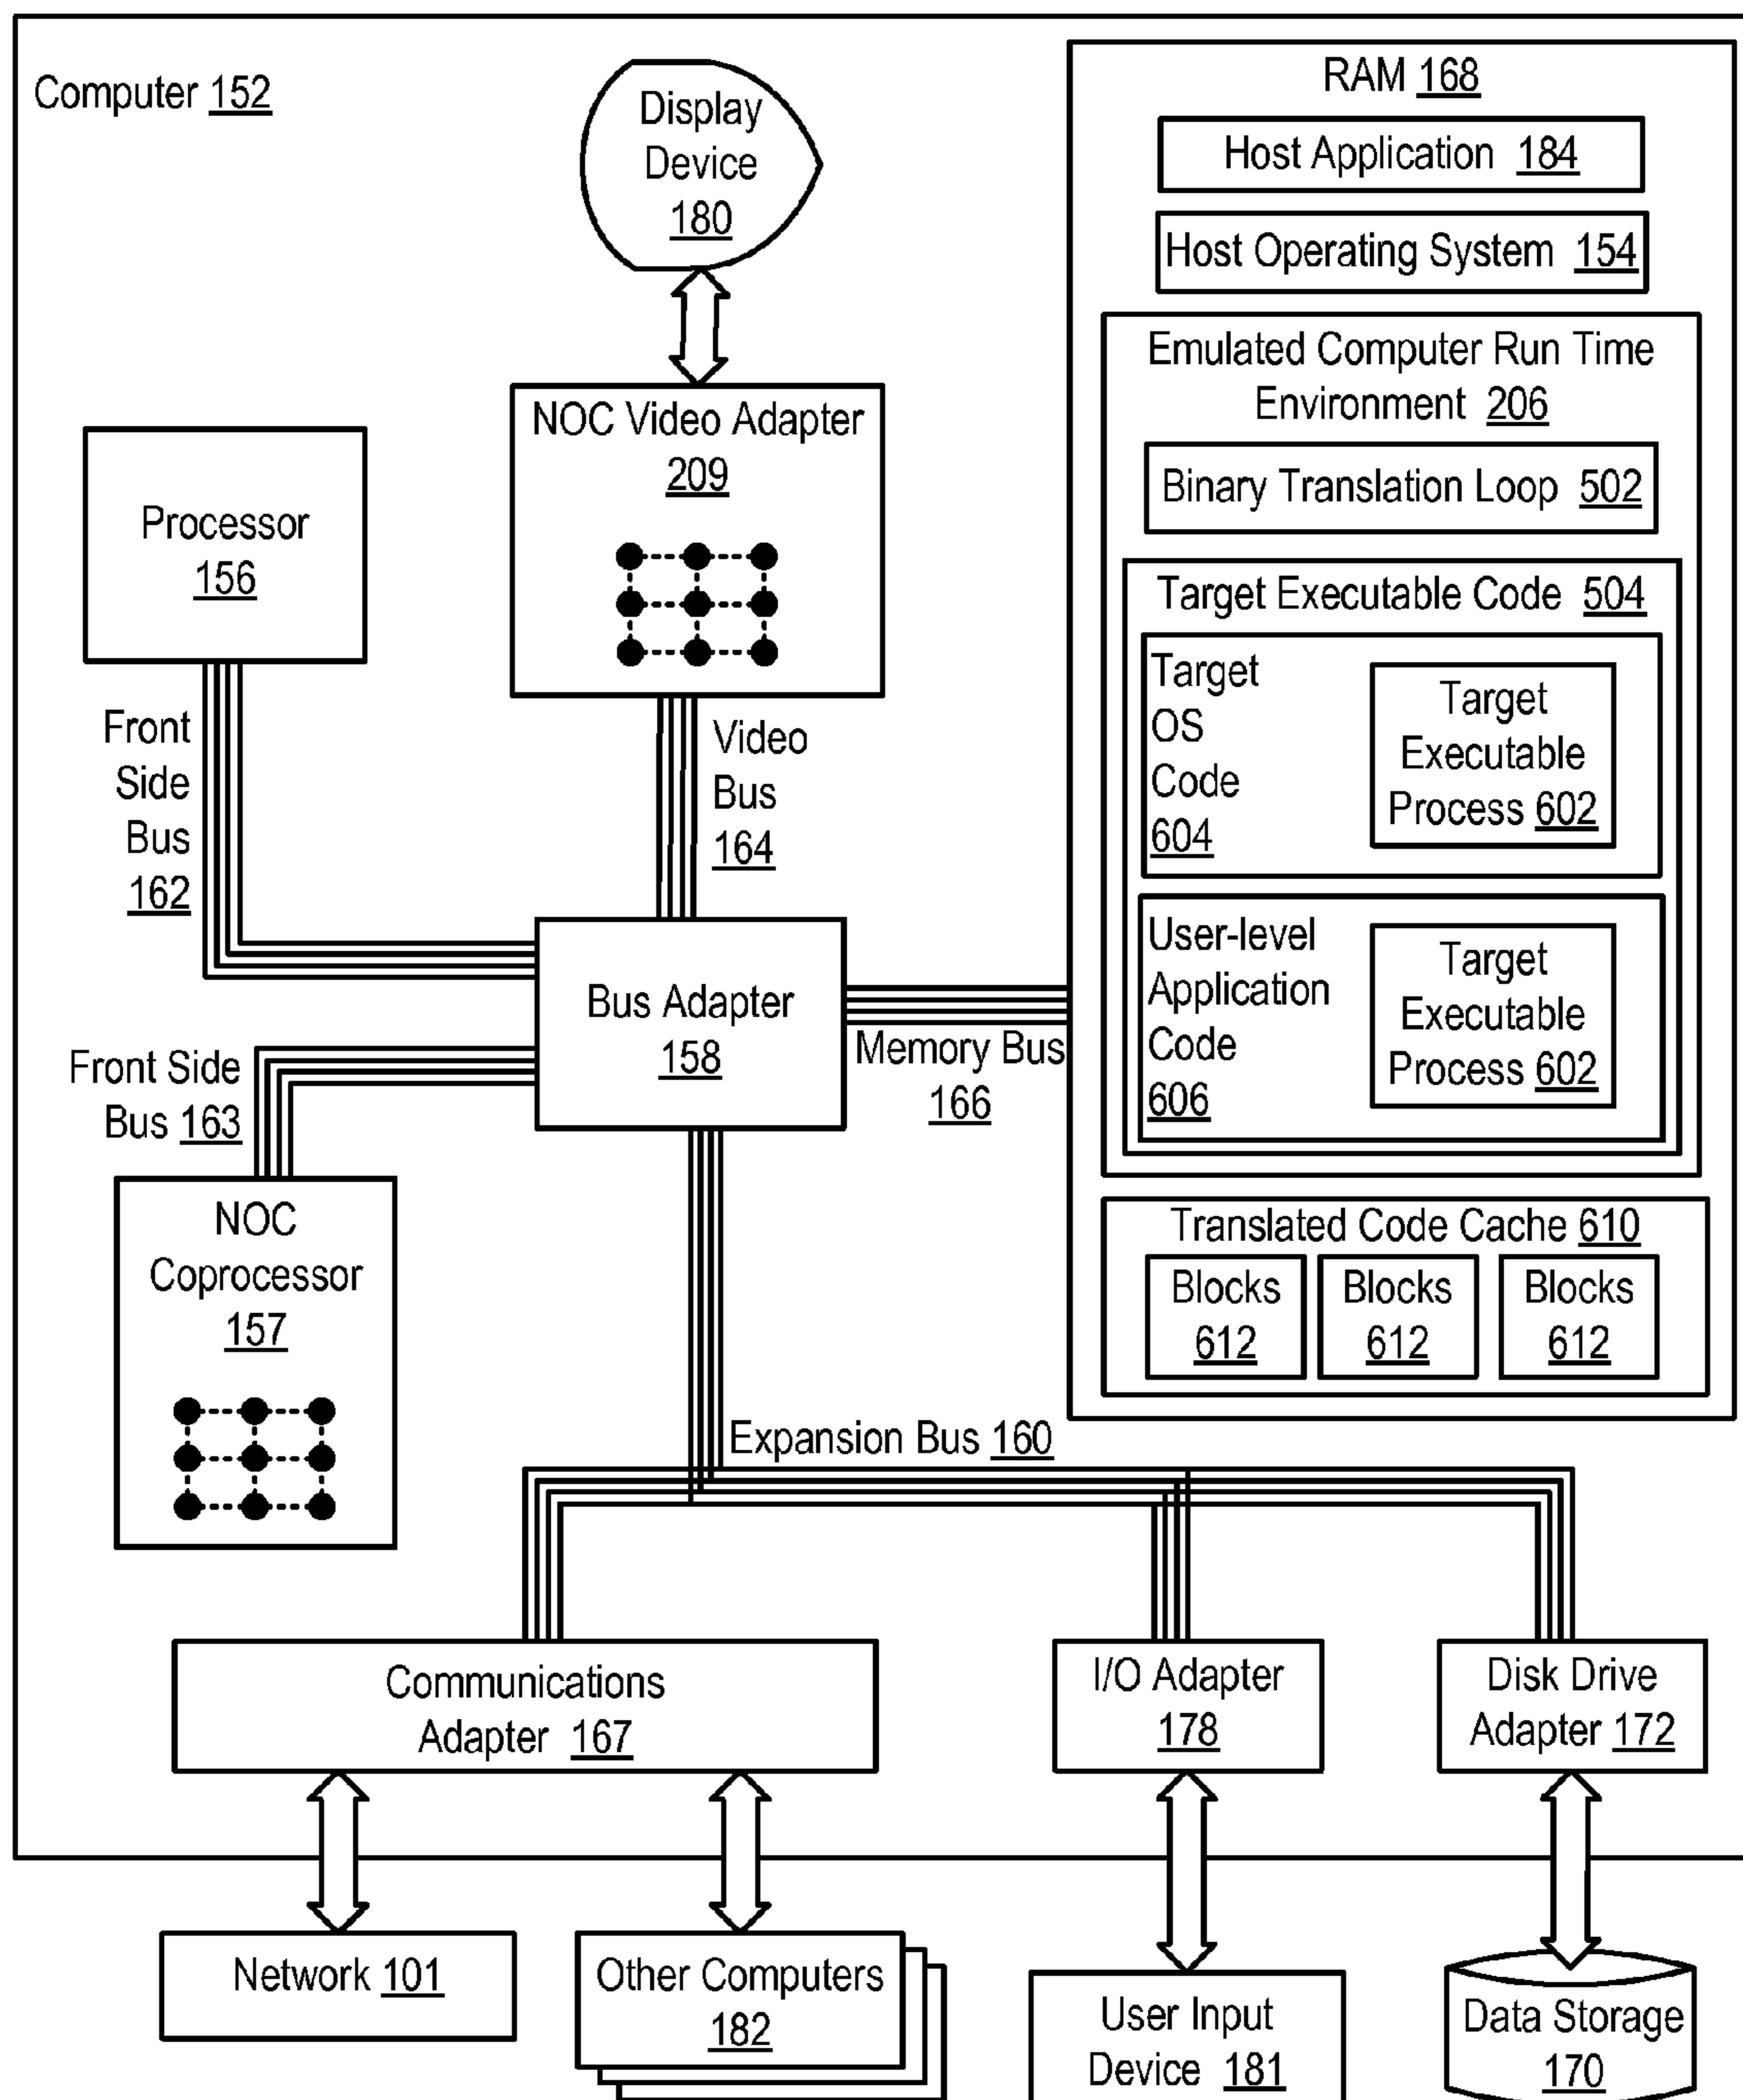 Computer 152
Display
Device
180
NOC Video Adapter
209
Processor
156
Front
Side
Bus
162
Video
Bus
164
Bus Adapter
158
Memory Bus
166
Front Side
Bus 163
NOC
Coprocessor
157
RAM 168
Host Application 184
Host Operating System 154
Emulated Computer Run Time
Environment 206
Binary Translation Loop 502
Target Executable Code 504
Target
OS
Code
604
Target
Executable
Process 602
User-level
Application
Code
606
Target
Executable
Process 602
Translated Code Cache 610
Blocks
612
Blocks
612
Blocks
612
Expansion Bus 160
Communications
Adapter 167
I/O Adapter
178
Disk Drive
Adapter 172
Network 101
Other Computers
182
User Input
Device 181
Data Storage
170